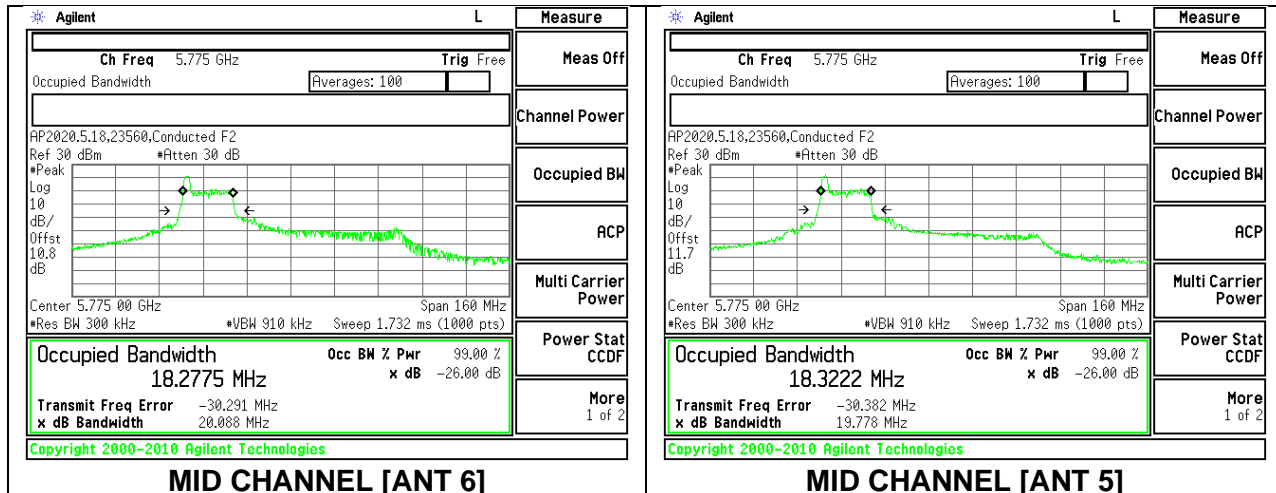 Agilent L Measure
Ch Freq 5.775 GHz Trig Free
Meas Off
Occupied Bandwidth Averages: 100
Channel Power
AP2020.5.18,23560,Conducted F2
Ref 30 dBm #Atten 30 dB
#Peak
Occupied BW
Log
10
dB/
ACP
Offst
10.8
dB
Multi Carrier
Power
Center 5.775 00 GHz Span 160 MHz
#Res BW 300 kHz #VBW 910 kHz Sweep 1.732 ms (1000 pts)
Power Stat
CCDF
Occupied Bandwidth Occ BW % Pwr 99.00 %
18.2775 MHz x dB -26.00 dB
More
1 of 2
Transmit Freq Error -30.291 MHz
x dB Bandwidth 20.088 MHz
Copyright 2000-2010 Agilent Technologies
MID CHANNEL [ANT 6]
Agilent L Measure
Ch Freq 5.775 GHz Trig Free
Meas Off
Occupied Bandwidth Averages: 100
Channel Power
AP2020.5.18,23560,Conducted F2
Ref 30 dBm #Atten 30 dB
#Peak
Occupied BW
Log
10
dB/
ACP
Offst
11.7
dB
Multi Carrier
Power
Center 5.775 00 GHz Span 160 MHz
#Res BW 300 kHz #VBW 910 kHz Sweep 1.732 ms (1000 pts)
Power Stat
CCDF
Occupied Bandwidth Occ BW % Pwr 99.00 %
18.3222 MHz x dB -26.00 dB
More
1 of 2
Transmit Freq Error -30.382 MHz
x dB Bandwidth 19.778 MHz
Copyright 2000-2010 Agilent Technologies
MID CHANNEL [ANT 5]